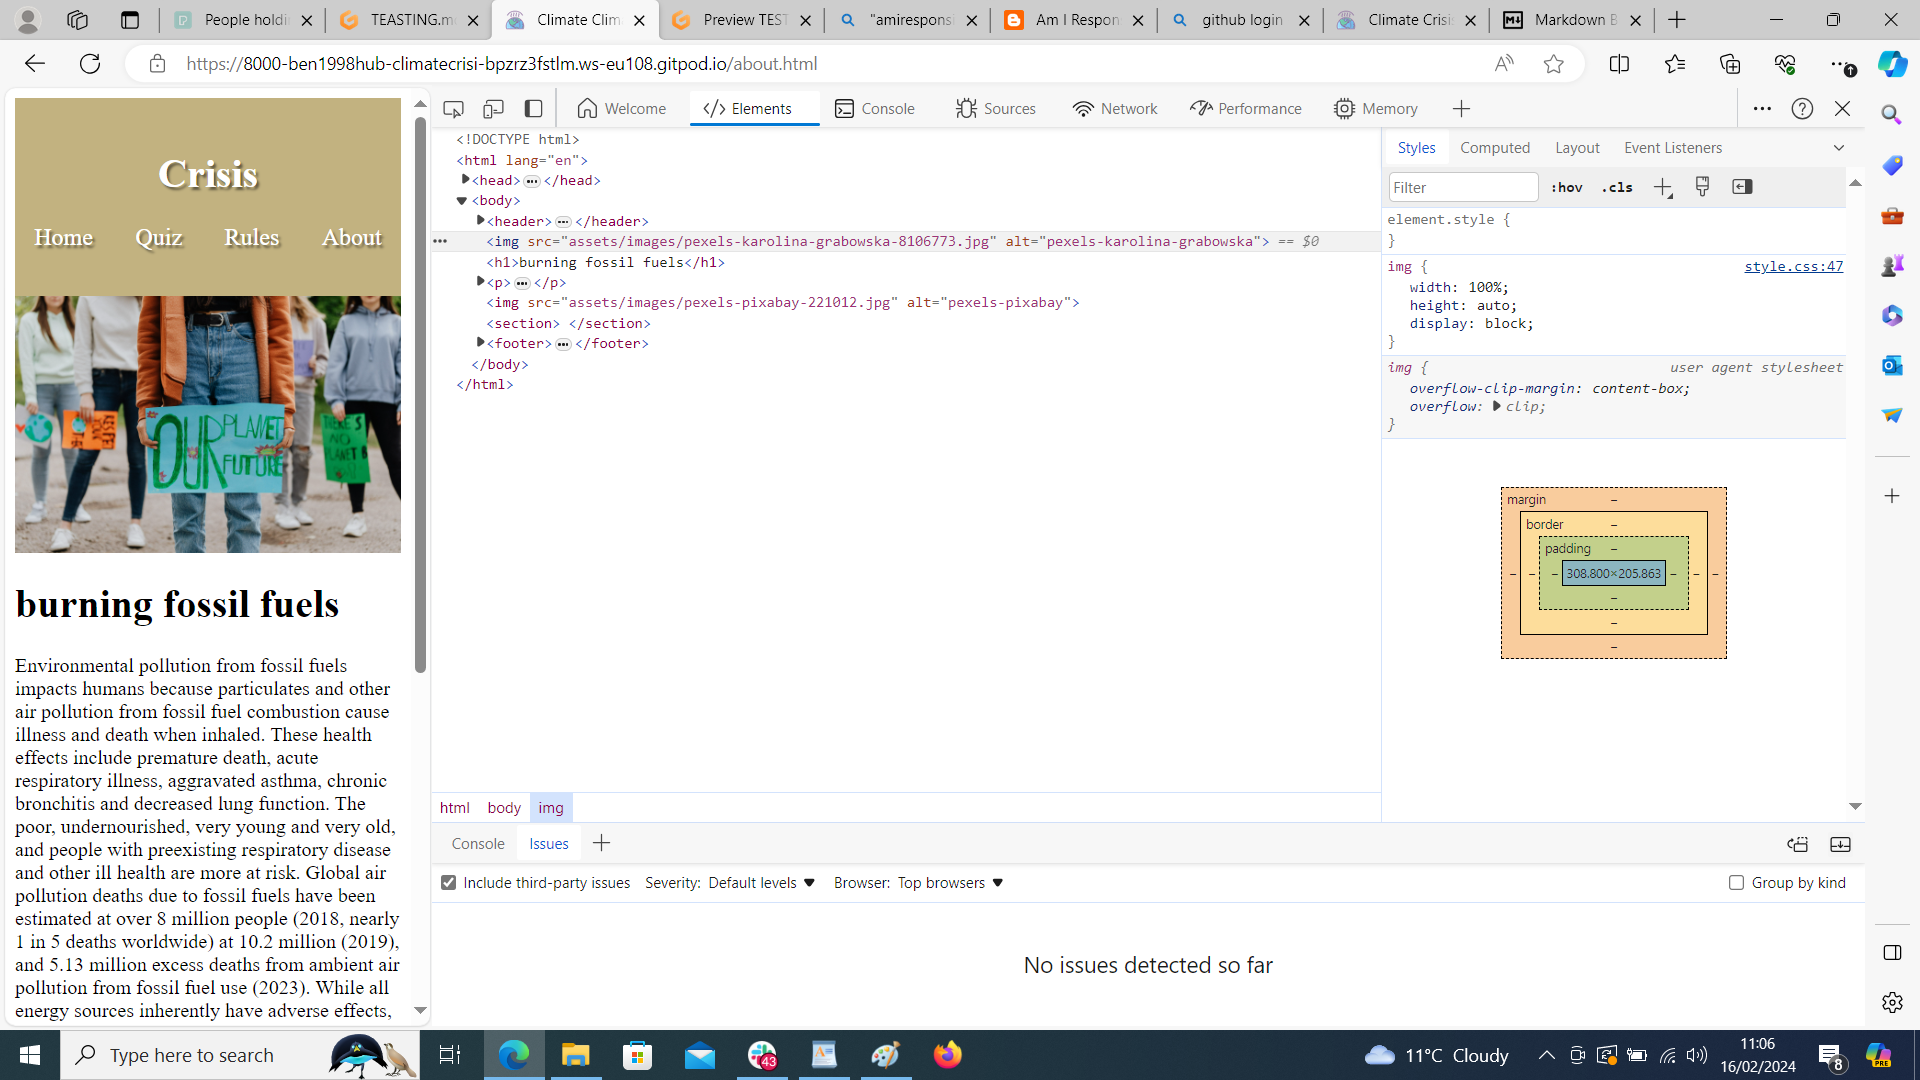 People holdi
TEASTING.m
Climate Clim
Preview TEST
"amiresponsi
Am I Respon
github login
Climate Crisi
Markdown B
https://8000-ben1998hub-climatecrisi-bpzrz3fstlm.ws-eu108.gitpod.io/about.html
Crisis
Home Quiz Rules About
OUR PLANET
OUR FUTURE
THERE'S
NO
PLANET B
burning fossil fuels
Environmental pollution from fossil fuels
impacts humans because particulates and other
air pollution from fossil fuel combustion cause
illness and death when inhaled. These health
effects include premature death, acute
respiratory illness, aggravated asthma, chronic
bronchitis and decreased lung function. The
poor, undernourished, very young and very old,
and people with preexisting respiratory disease
and other ill health are more at risk. Global air
pollution deaths due to fossil fuels have been
estimated at over 8 million people (2018, nearly
1 in 5 deaths worldwide) at 10.2 million (2019),
and 5.13 million excess deaths from ambient air
pollution from fossil fuel use (2023). While all
energy sources inherently have adverse effects,
Welcome Elements Console Sources Network Performance Memory
<!DOCTYPE html>
<html lang="en">
<head> ••• </head>
<body>
<header> ••• </header>
<img src="assets/images/pexels-karolina-grabowska-8106773.jpg" alt="pexels-karolina-grabowska"> == $0
<h1>burning fossil fuels</h1>
<p> ••• </p>
<img src="assets/images/pexels-pixabay-221012.jpg" alt="pexels-pixabay">
<section> </section>
<footer> ••• </footer>
</body>
</html>
html body img
Styles Computed Layout Event Listeners
Filter :hov .cls
element.style {
}
img { style.css:47
width: 100%;
height: auto;
display: block;
}
img { user agent stylesheet
overflow-clip-margin: content-box;
overflow: clip;
}
margin –
border –
padding –
– – – 308.800×205.863 – – –
–
–
–
Console Issues
Include third-party issues Severity: Default levels Browser: Top browsers Group by kind
No issues detected so far
Type here to search
43
11°C Cloudy
11:06
16/02/2024
8
PRE